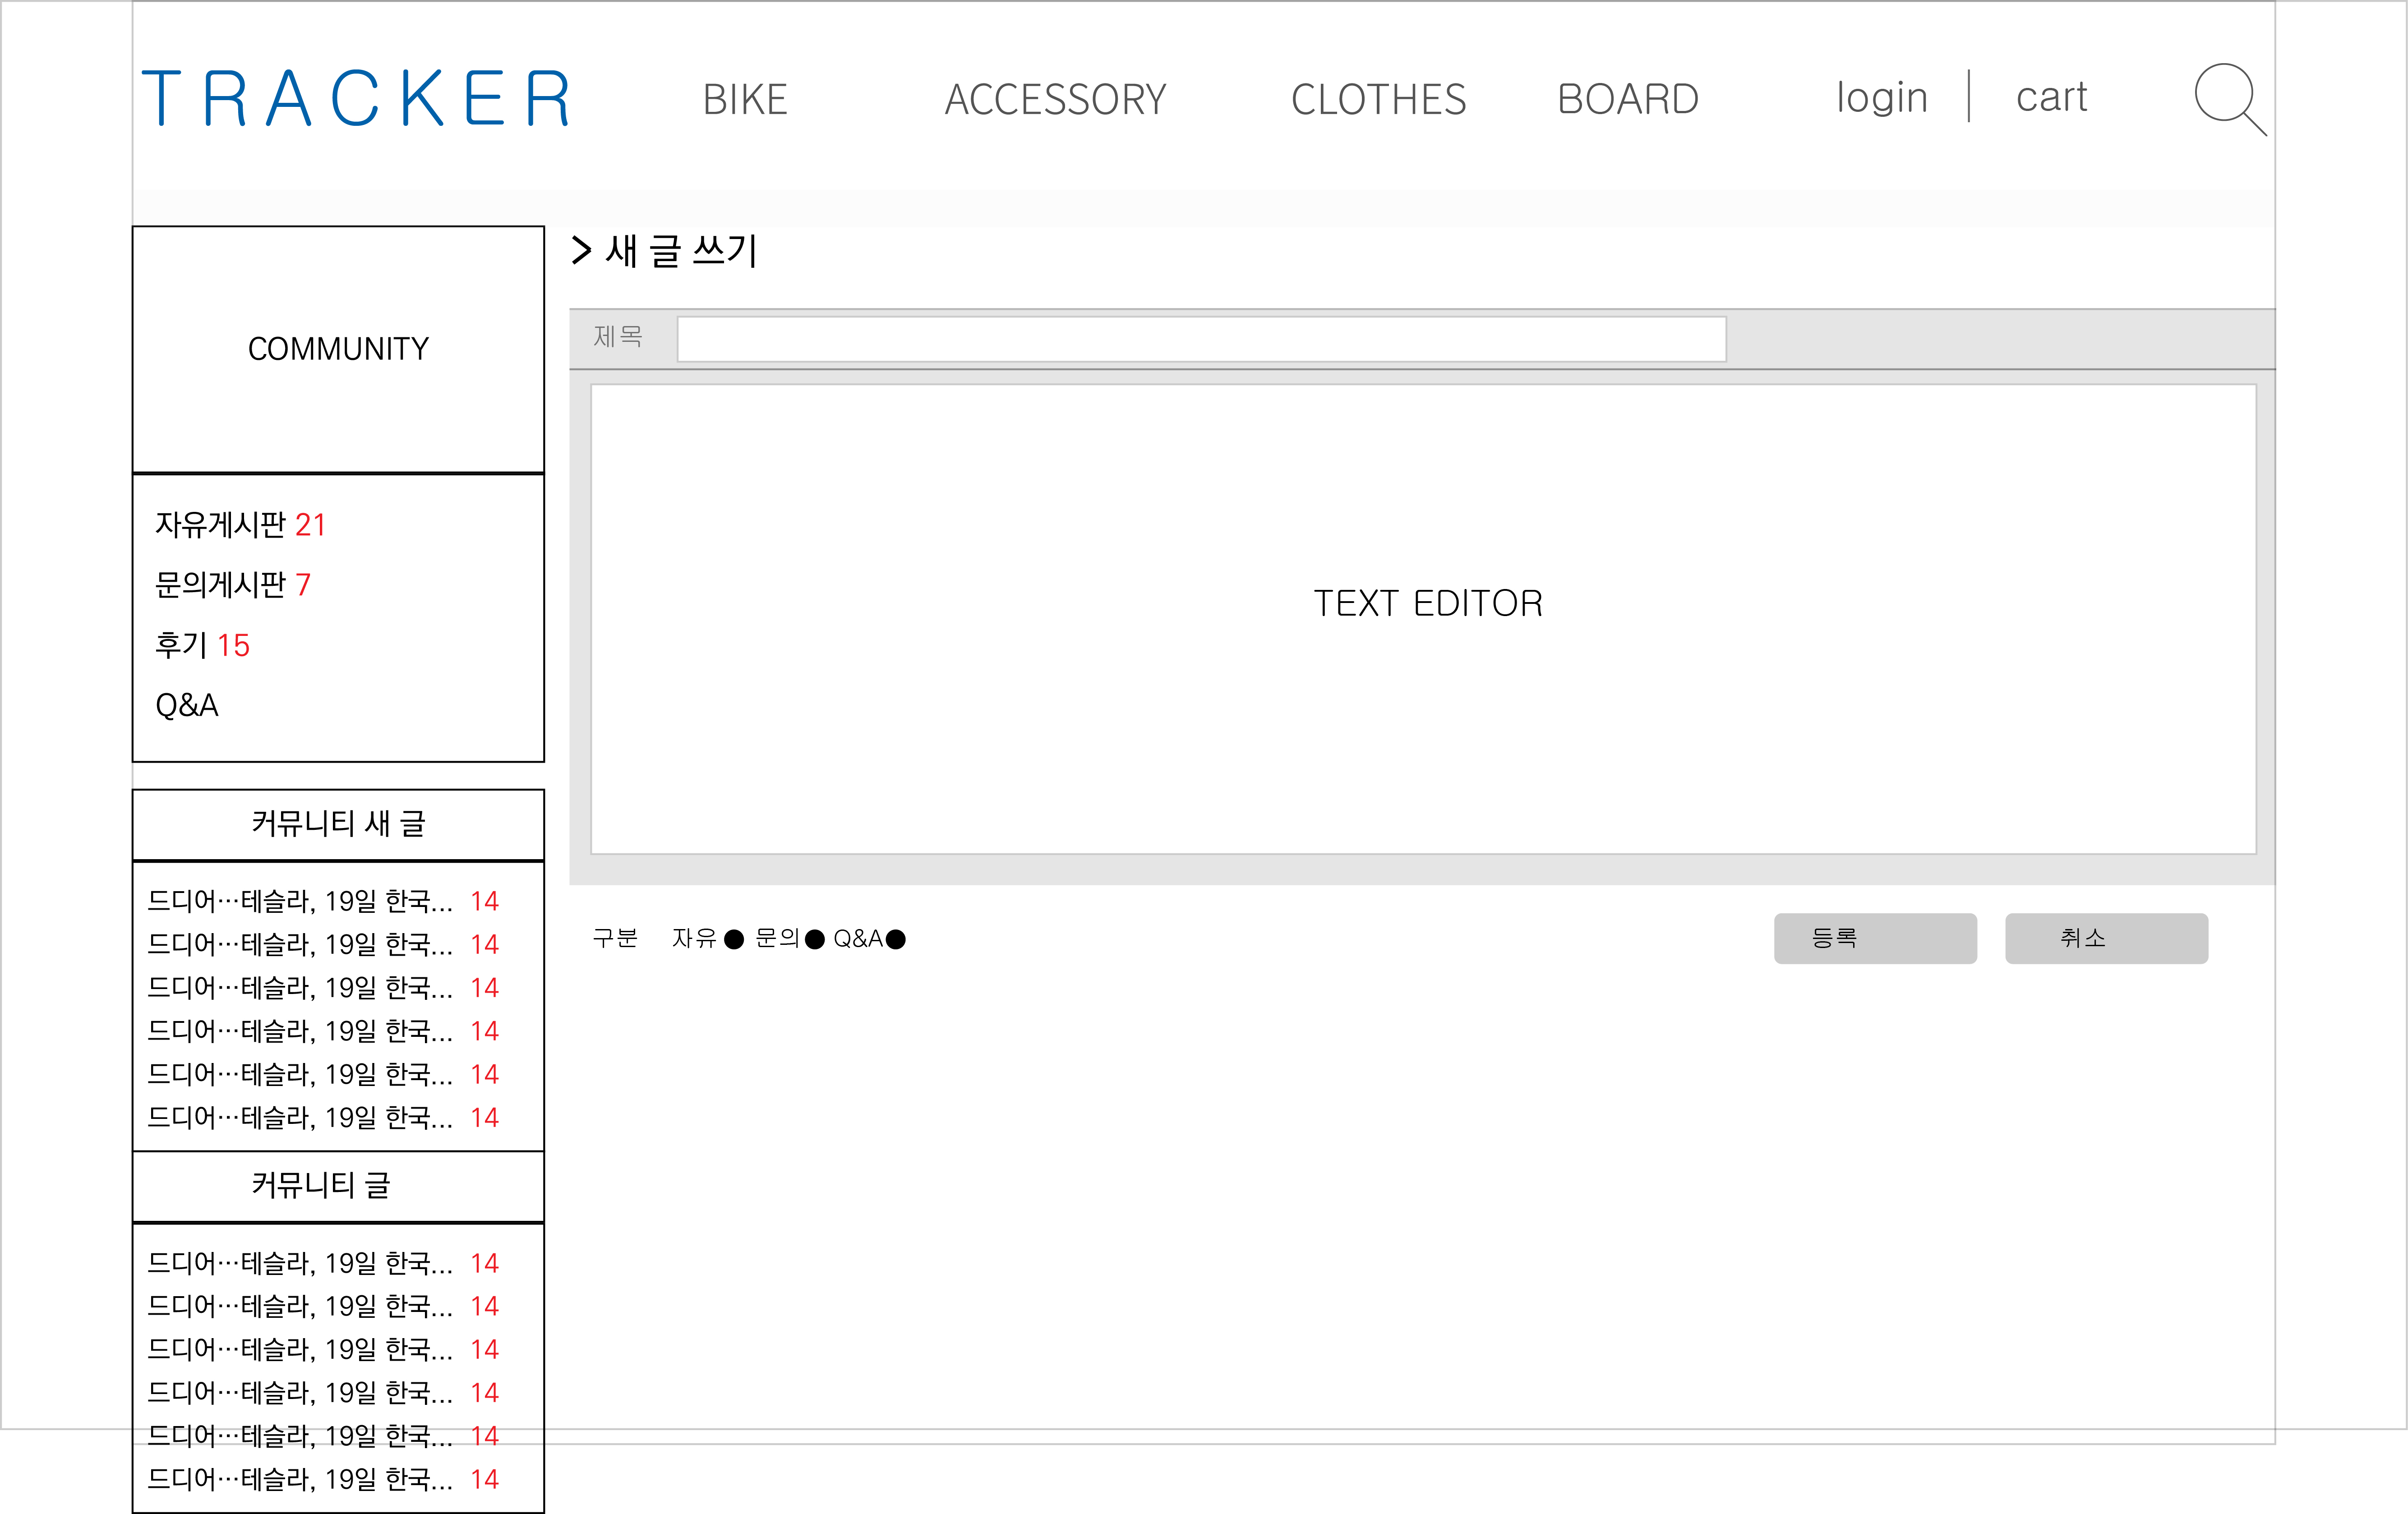 TRACKER BIKE ACCESSORY CLOTHES BOARD login cart
COMMUNITY
자유게시판 21
문의게시판 7
후기 15
Q&A
커뮤니티 새 글
드디어…테슬라, 19일 한국... 14
드디어…테슬라, 19일 한국... 14
드디어…테슬라, 19일 한국... 14
드디어…테슬라, 19일 한국... 14
드디어…테슬라, 19일 한국... 14
드디어…테슬라, 19일 한국... 14
커뮤니티 글
드디어…테슬라, 19일 한국... 14
드디어…테슬라, 19일 한국... 14
드디어…테슬라, 19일 한국... 14
드디어…테슬라, 19일 한국... 14
드디어…테슬라, 19일 한국... 14
드디어…테슬라, 19일 한국... 14
> 새 글 쓰기
제목
TEXT EDITOR
구분 자유● 문의● Q&A●
등록 취소